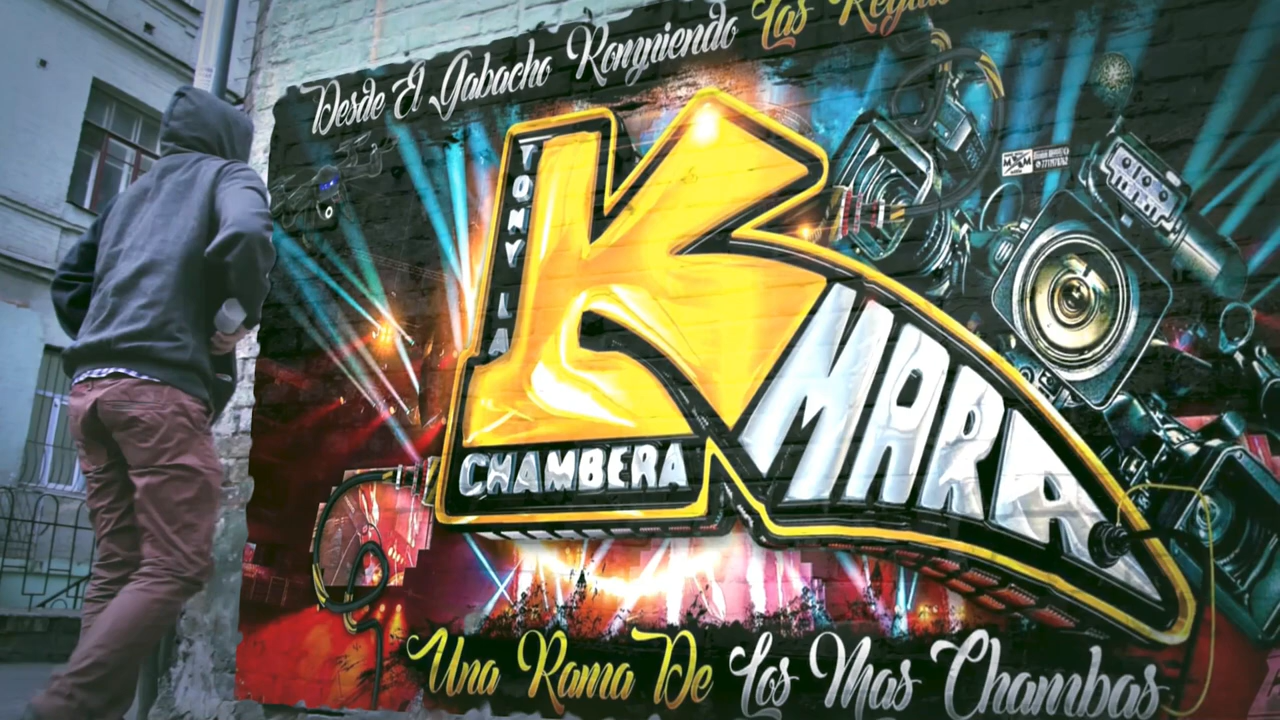 Desde El Gabacho Rompiendo Las Reglas
TONY LA
K
MARA
CHAMBERA
Una Rama De Los Mas Chambas